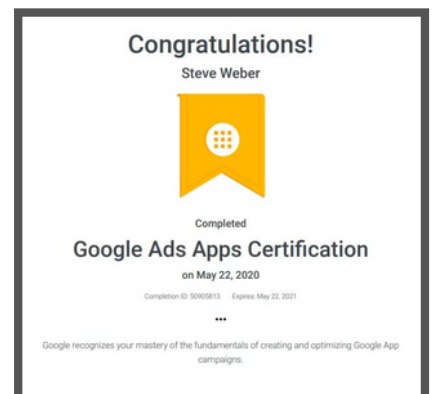 Congratulations!
Steve Weber
Completed
Google Ads Apps Certification
on May 22, 2020
Completion ID: 50905813 Expires: May 22, 2021
...
Google recognizes your mastery of the fundamentals of creating and optimizing Google App
campaigns.